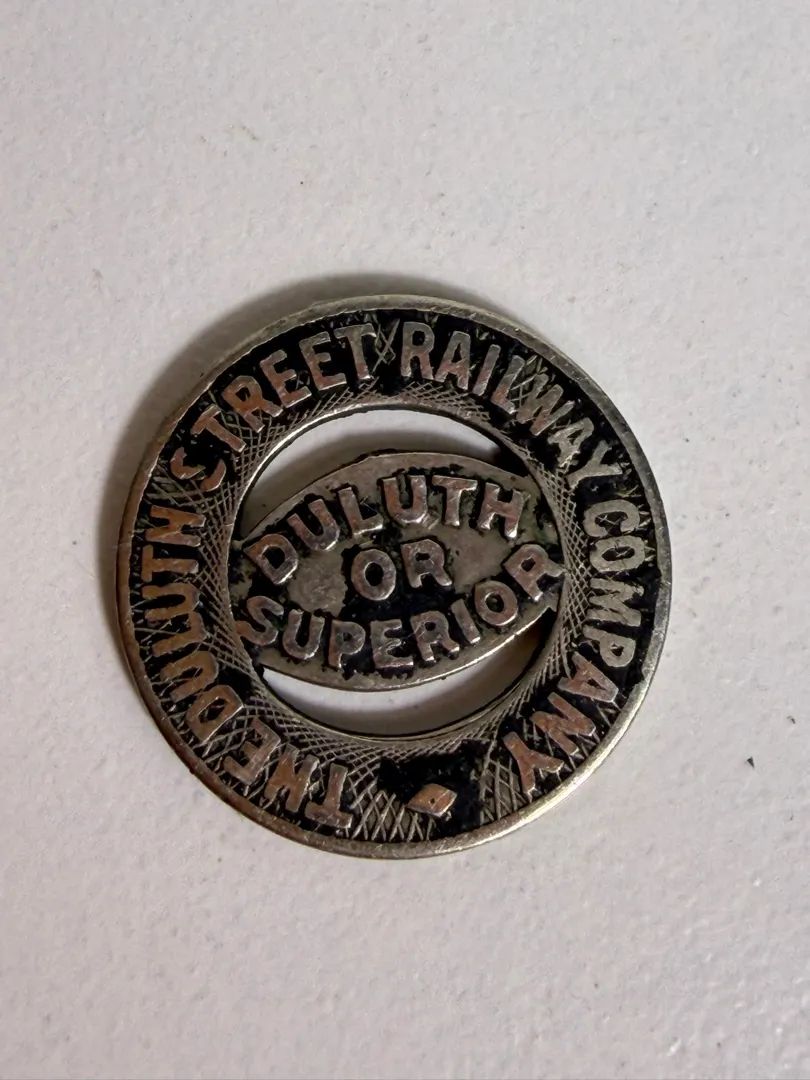 THE DULUTH STREET RAILWAY COMPANY
DULUTH
OR
SUPERIOR